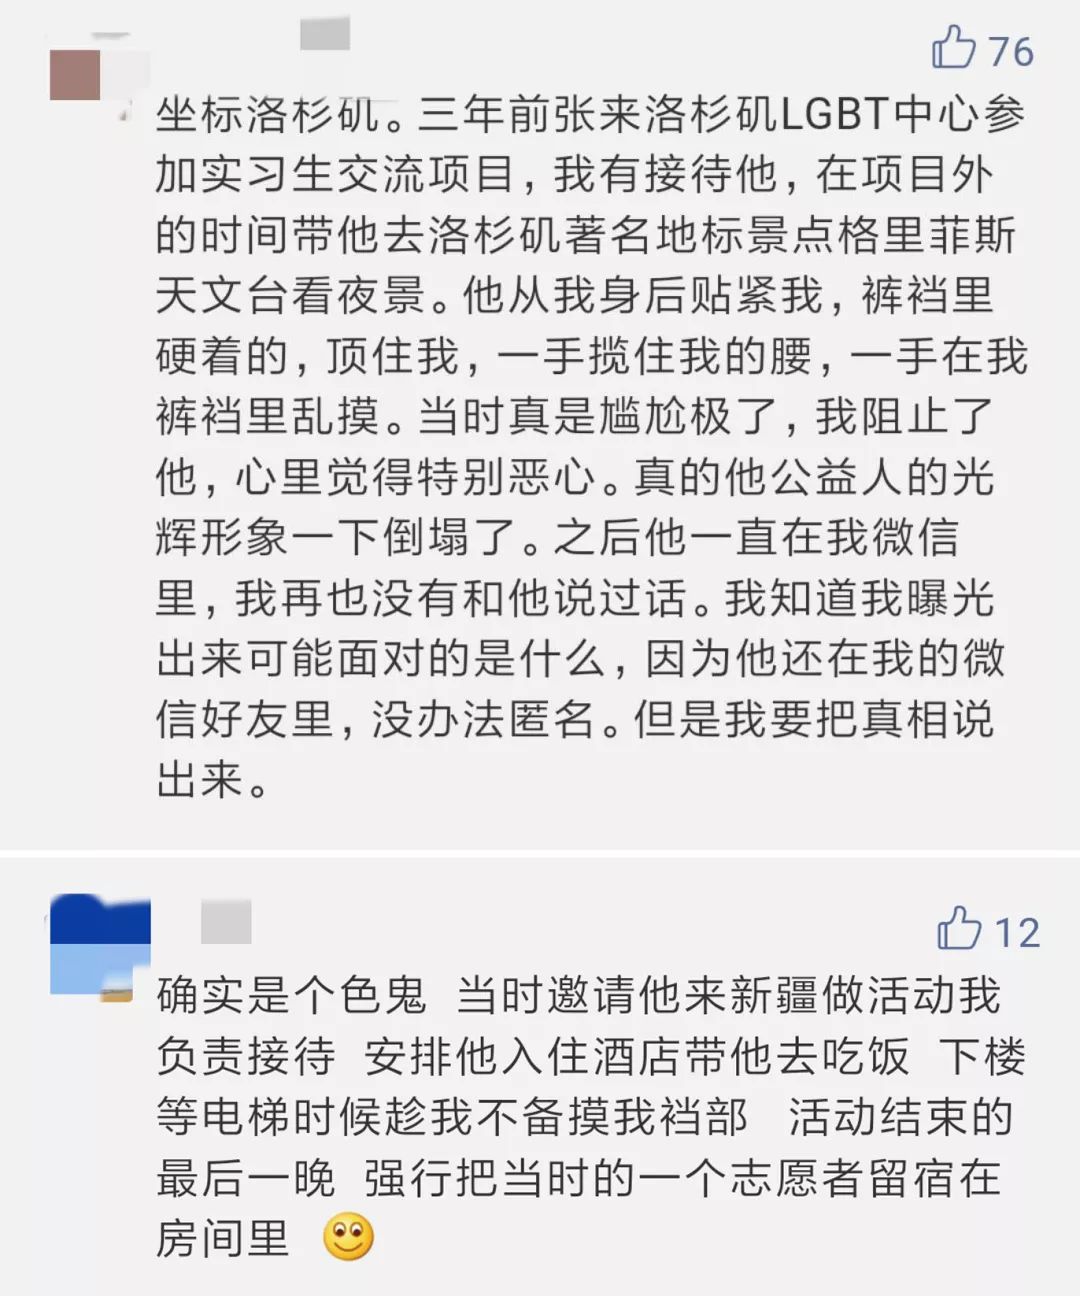 76
坐标洛杉矶。三年前张来洛杉矶LGBT中心参
加实习生交流项目，我有接待他，在项目外
的时间带他去洛杉矶著名地标景点格里菲斯
天文台看夜景。他从我身后贴紧我，裤裆里
硬着的，顶住我，一手揽住我的腰，一手在我
裤裆里乱摸。当时真是尴尬极了，我阻止了
他，心里觉得特别恶心。真的他公益人的光
辉形象一下倒塌了。之后他一直在我微信
里，我再也没有和他说过话。我知道我曝光
出来可能面对的是什么，因为他还在我的微
信好友里，没办法匿名。但是我要把真相说
出来。
12
确实是个色鬼 当时邀请他来新疆做活动我
负责接待 安排他入住酒店带他去吃饭 下楼
等电梯时候趁我不备摸我裆部 活动结束的
最后一晚 强行把当时的一个志愿者留宿在
房间里